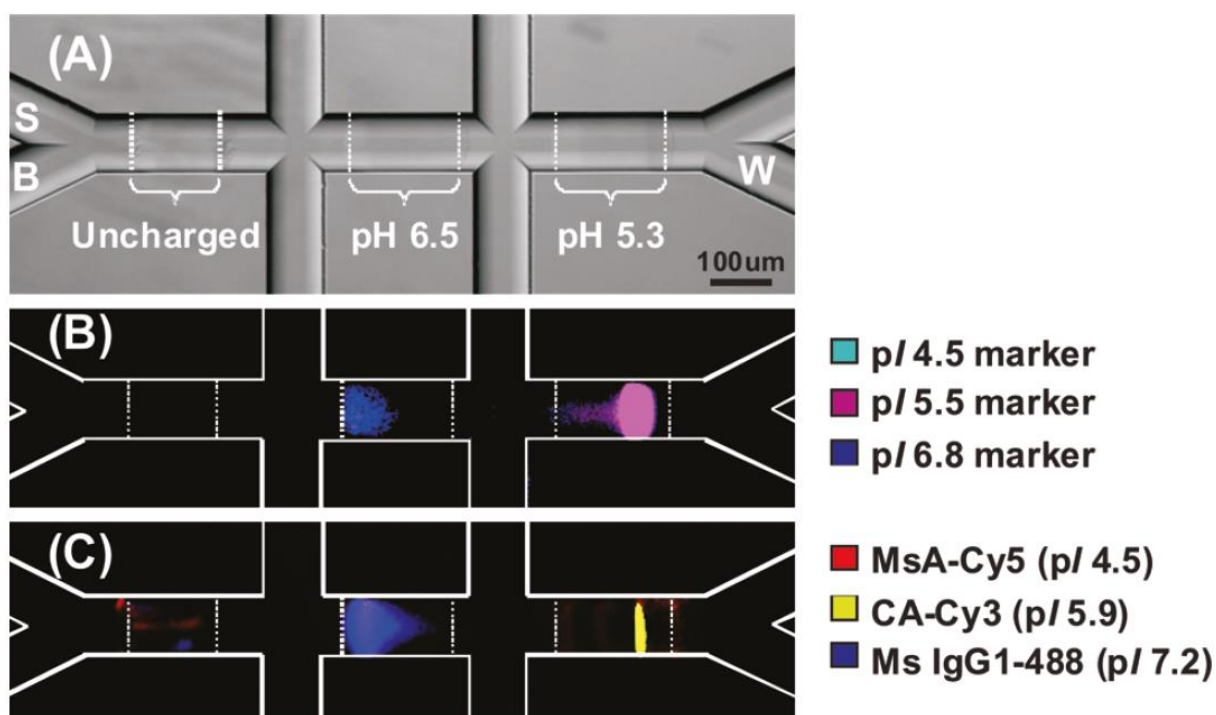 (A)
S
B
W
Uncharged
pH 6.5
pH 5.3
100um
(B)
pI 4.5 marker
pI 5.5 marker
pI 6.8 marker
(C)
MsA-Cy5 (pI 4.5)
CA-Cy3 (pI 5.9)
Ms IgG1-488 (pI 7.2)